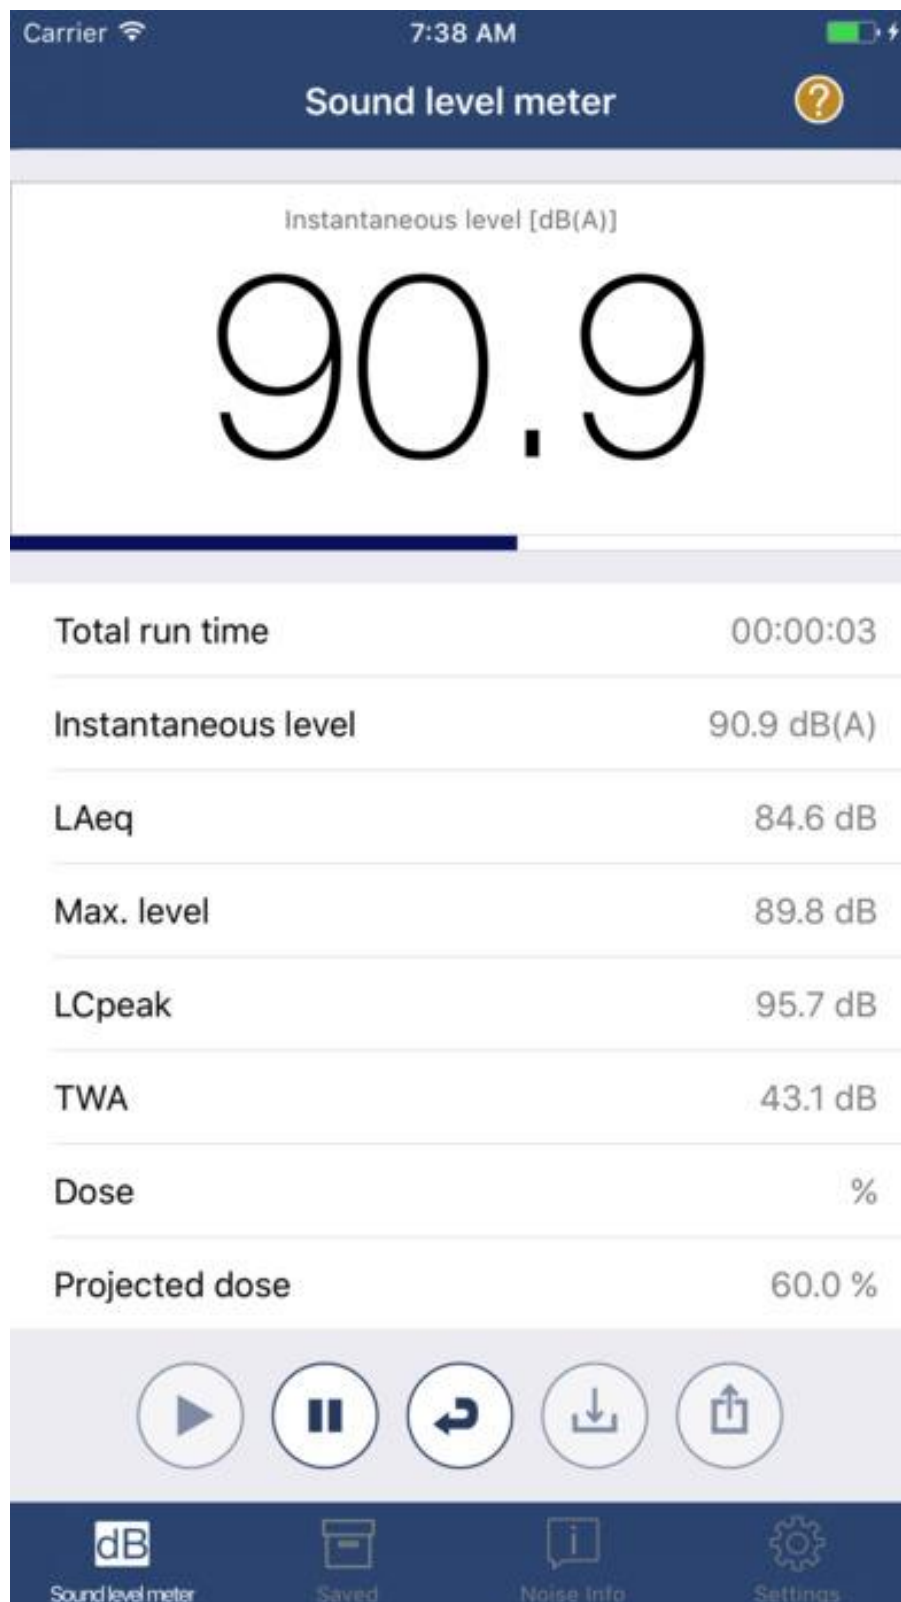 Carrier 7:38 AM
Sound level meter ?
Instantaneous level [dB(A)]
90.9
Total run time 00:00:03
Instantaneous level 90.9 dB(A)
LAeq 84.6 dB
Max. level 89.8 dB
LCpeak 95.7 dB
TWA 43.1 dB
Dose %
Projected dose 60.0 %
dB
Sound level meter Saved Noise Info Settings